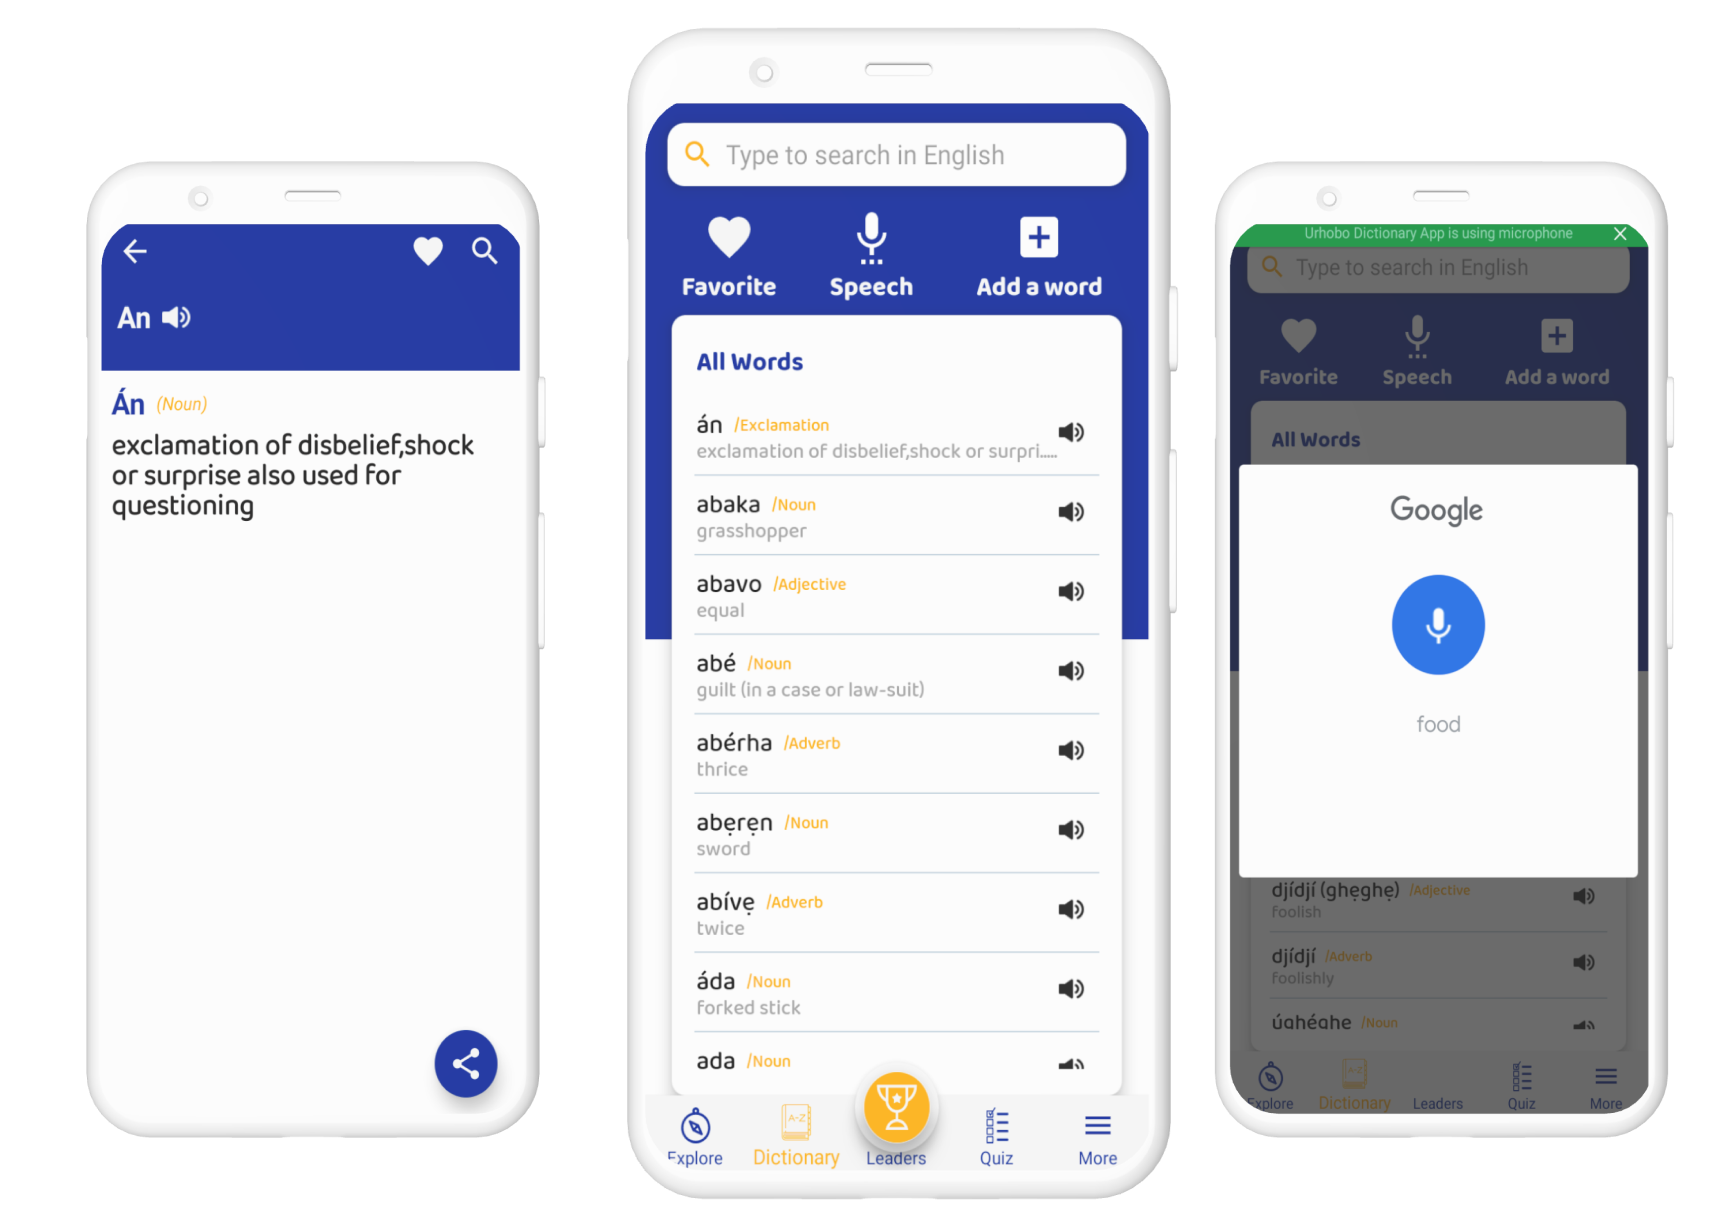 An
Án (Noun)
exclamation of disbelief,shock
or surprise also used for
questioning
Type to search in English
Favorite Speech Add a word
All Words
án /Exclamation
exclamation of disbelief,shock or surpri.....
abaka /Noun
grasshopper
abavo /Adjective
equal
abé /Noun
guilt (in a case or law-suit)
abérha /Adverb
thrice
abẹrẹn /Noun
sword
abívẹ /Adverb
twice
áda /Noun
forked stick
ada /Noun
A-Z
Explore Dictionary Leaders Quiz More
Urhobo Dictionary App is using microphone
Type to search in English
Favorite Speech Add a word
All Words
Google
food
djídjí (ghẹghẹ) /Adjective
foolish
djídjí /Adverb
foolishly
/Noun
A-Z
Explore Dictionary Leaders Quiz More